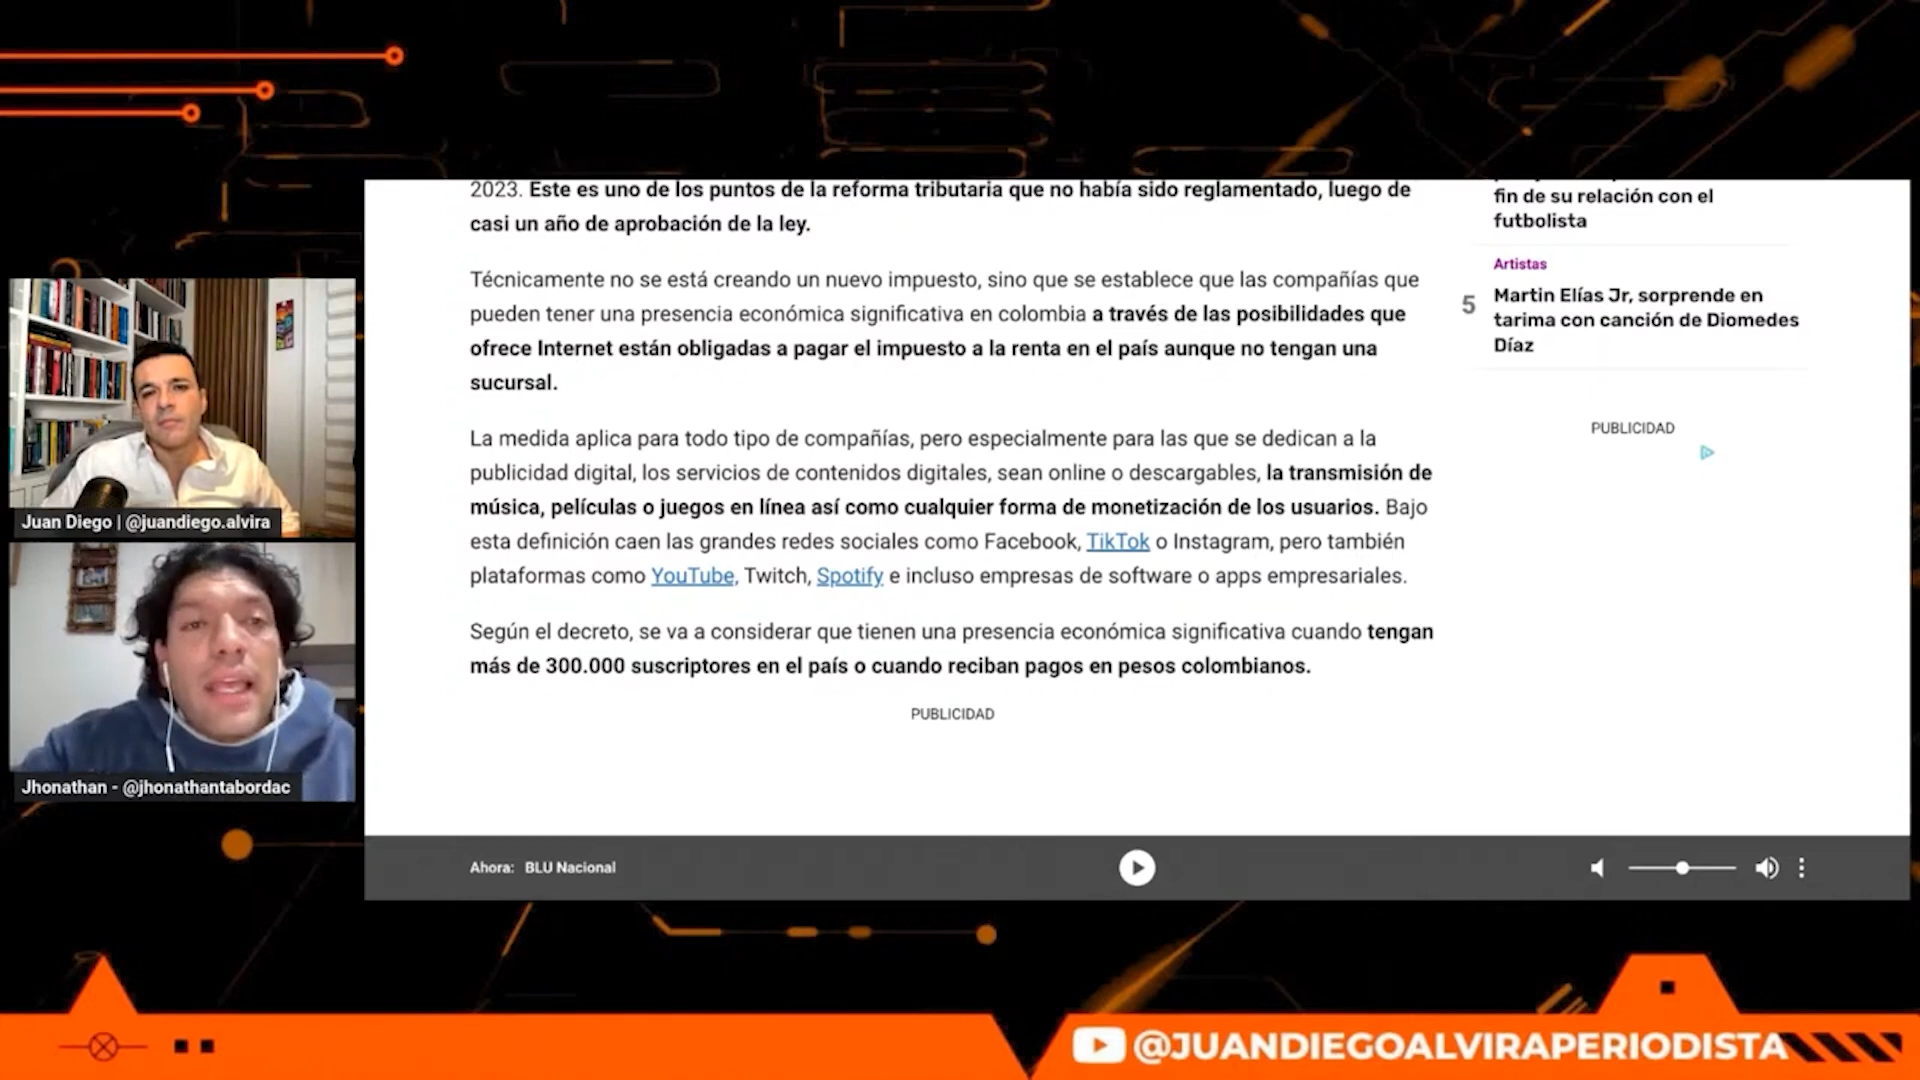 2023. Este es uno de los puntos de la reforma tributaria que no había sido reglamentado, luego de
casi un año de aprobación de la ley.
Técnicamente no se está creando un nuevo impuesto, sino que se establece que las compañías que
pueden tener una presencia económica significativa en colombia a través de las posibilidades que
ofrece Internet están obligadas a pagar el impuesto a la renta en el país aunque no tengan una
sucursal.
La medida aplica para todo tipo de compañías, pero especialmente para las que se dedican a la
publicidad digital, los servicios de contenidos digitales, sean online o descargables, la transmisión de
música, películas o juegos en línea así como cualquier forma de monetización de los usuarios. Bajo
esta definición caen las grandes redes sociales como Facebook, TikTok o Instagram, pero también
plataformas como YouTube, Twitch, Spotify e incluso empresas de software o apps empresariales.
Según el decreto, se va a considerar que tienen una presencia económica significativa cuando tengan
más de 300.000 suscriptores en el país o cuando reciban pagos en pesos colombianos.
PUBLICIDAD
fin de su relación con el
futbolista
Artistas
5
Martin Elías Jr, sorprende en
tarima con canción de Diomedes
Díaz
PUBLICIDAD
Juan Diego | @juandiego.alvira
Jhonathan - @jhonathantabordac
Ahora: BLU Nacional
@JUANDIEGOALVIRAPERIODISTA